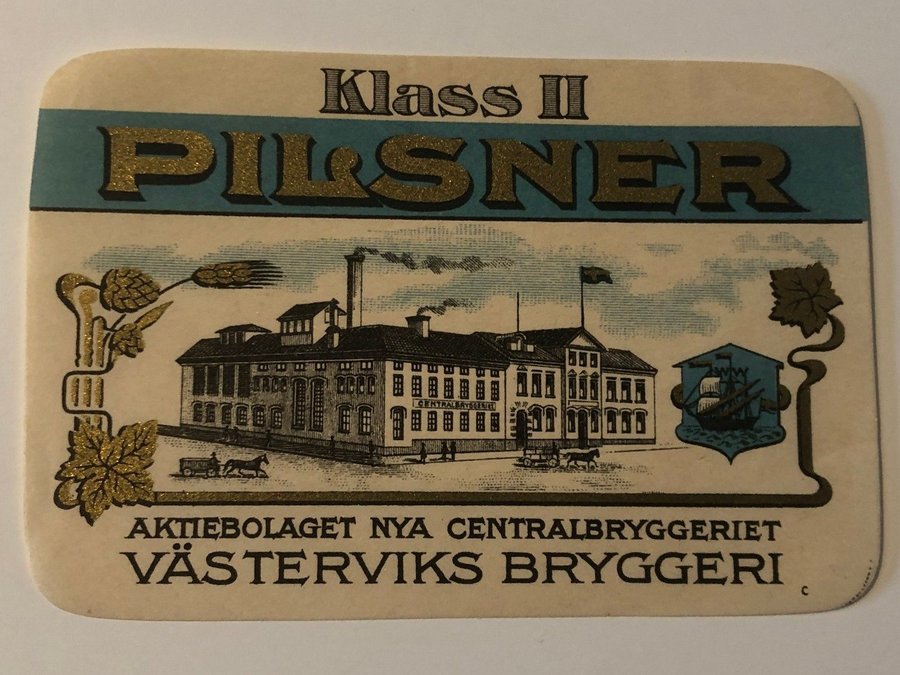 Klass II
PILSNER
CENTRALBRYGGERIET
AKTIEBOLAGET NYA CENTRALBRYGGERIET
VÄSTERVIKS BRYGGERI
C